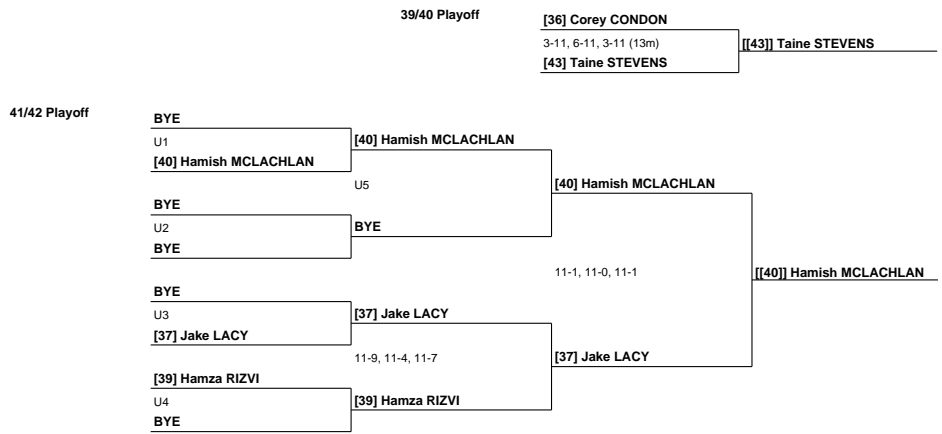 39/40 Playoff
[36] Corey CONDON
3-11, 6-11, 3-11 (13m)
[[43]] Taine STEVENS
[43] Taine STEVENS
41/42 Playoff
BYE
U1
[40] Hamish MCLACHLAN
[40] Hamish MCLACHLAN
U5
[40] Hamish MCLACHLAN
BYE
U2
BYE
BYE
11-1, 11-0, 11-1
[[40]] Hamish MCLACHLAN
BYE
U3
[37] Jake LACY
[37] Jake LACY
11-9, 11-4, 11-7
[37] Jake LACY
[39] Hamza RIZVI
U4
[39] Hamza RIZVI
BYE